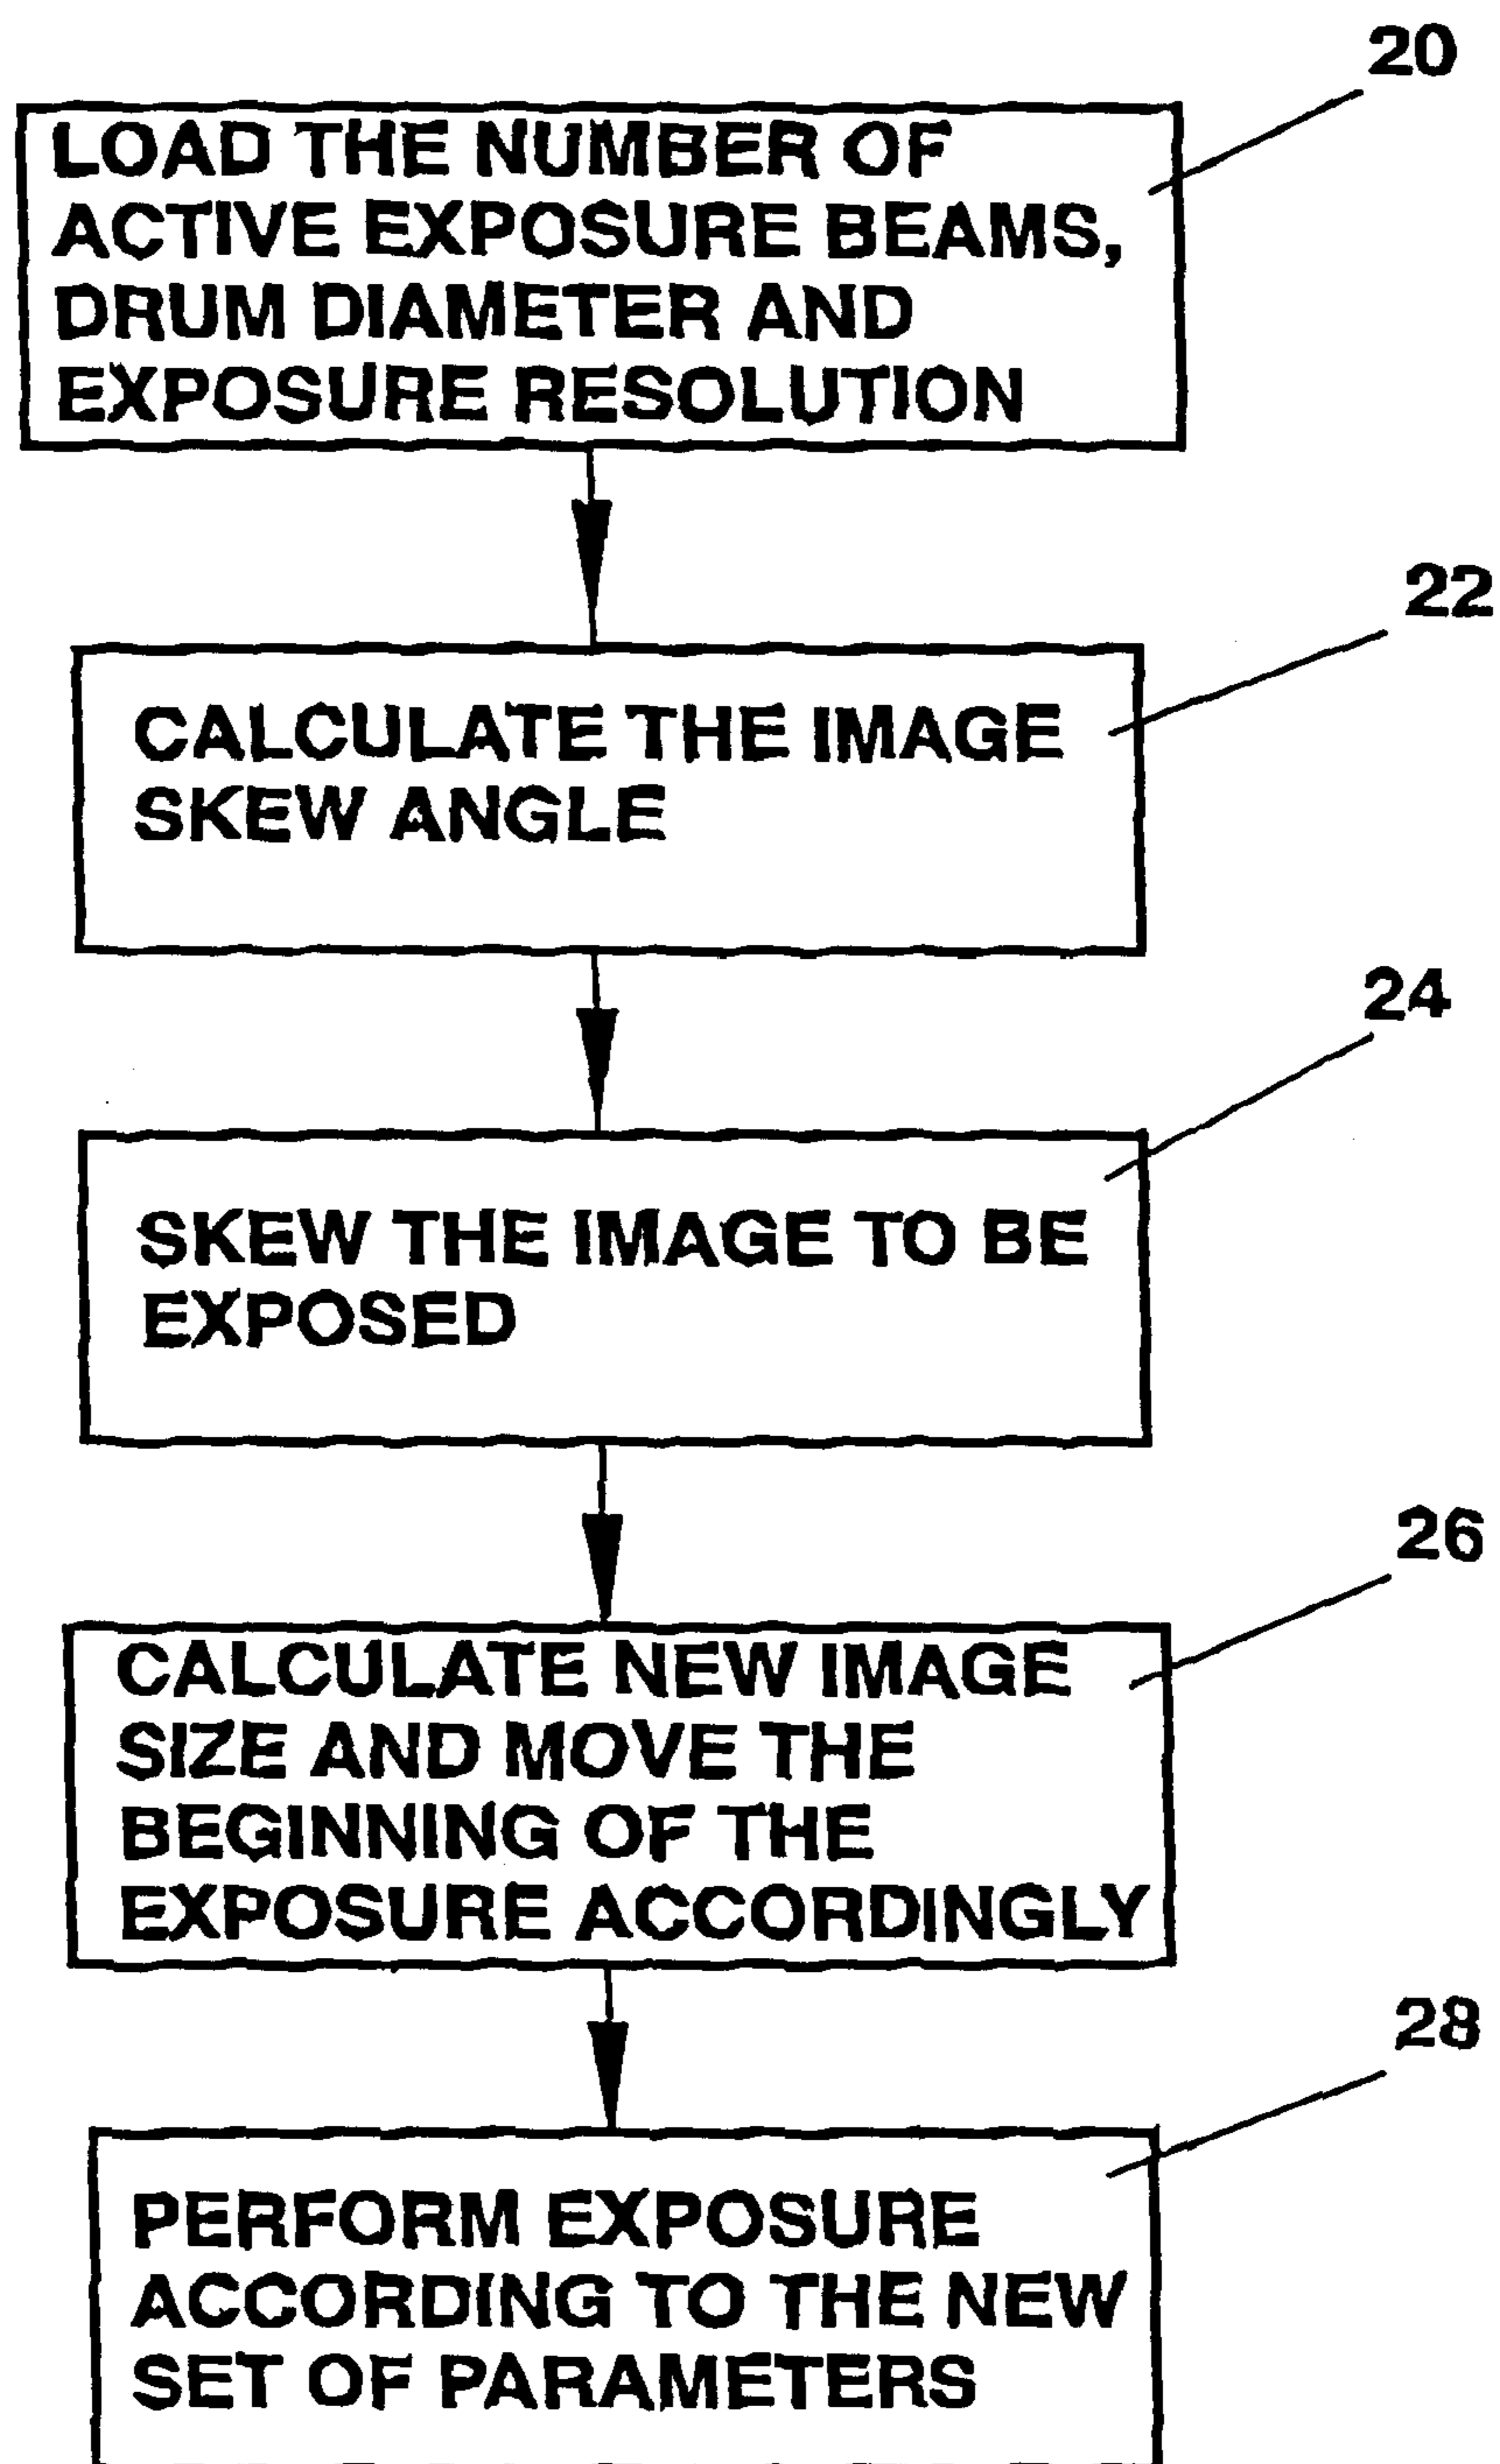 20
LOAD THE NUMBER OF
ACTIVE EXPOSURE BEAMS,
DRUM DIAMETER AND
EXPOSURE RESOLUTION
22
CALCULATE THE IMAGE
SKEW ANGLE
24
SKEW THE IMAGE TO BE
EXPOSED
26
CALCULATE NEW IMAGE
SIZE AND MOVE THE
BEGINNING OF THE
EXPOSURE ACCORDINGLY
28
PERFORM EXPOSURE
ACCORDING TO THE NEW
SET OF PARAMETERS